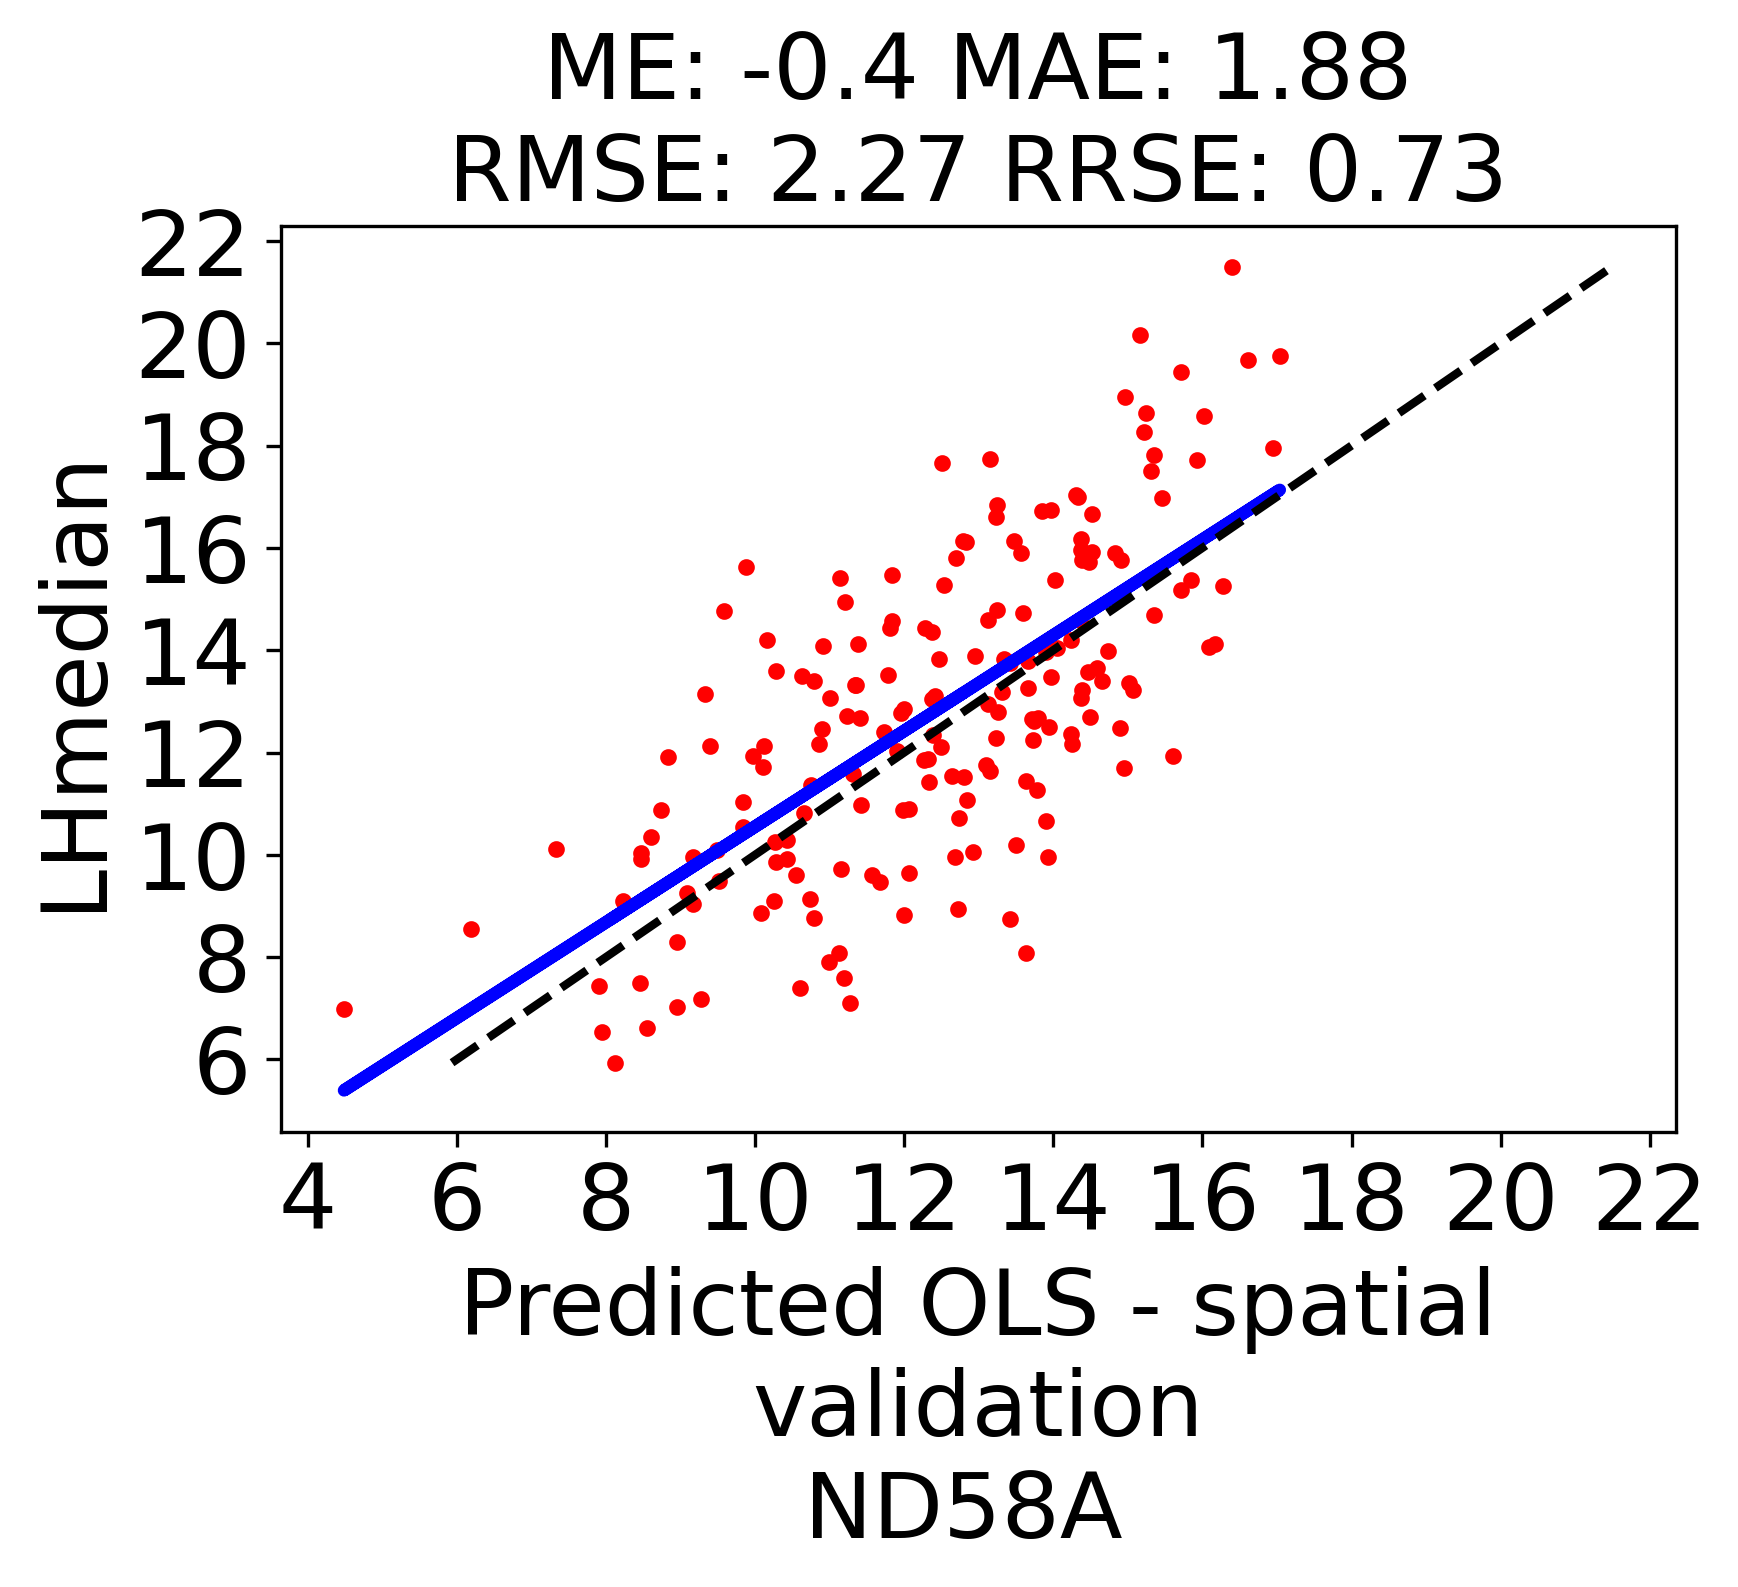 ME: -0.4 MAE: 1.88
RMSE: 2.27 RRSE: 0.73
22
20
18
16
14
12
10
8
6
LHmedian
4 6 8 10 12 14 16 18 20 22
Predicted OLS - spatial
validation
ND58A